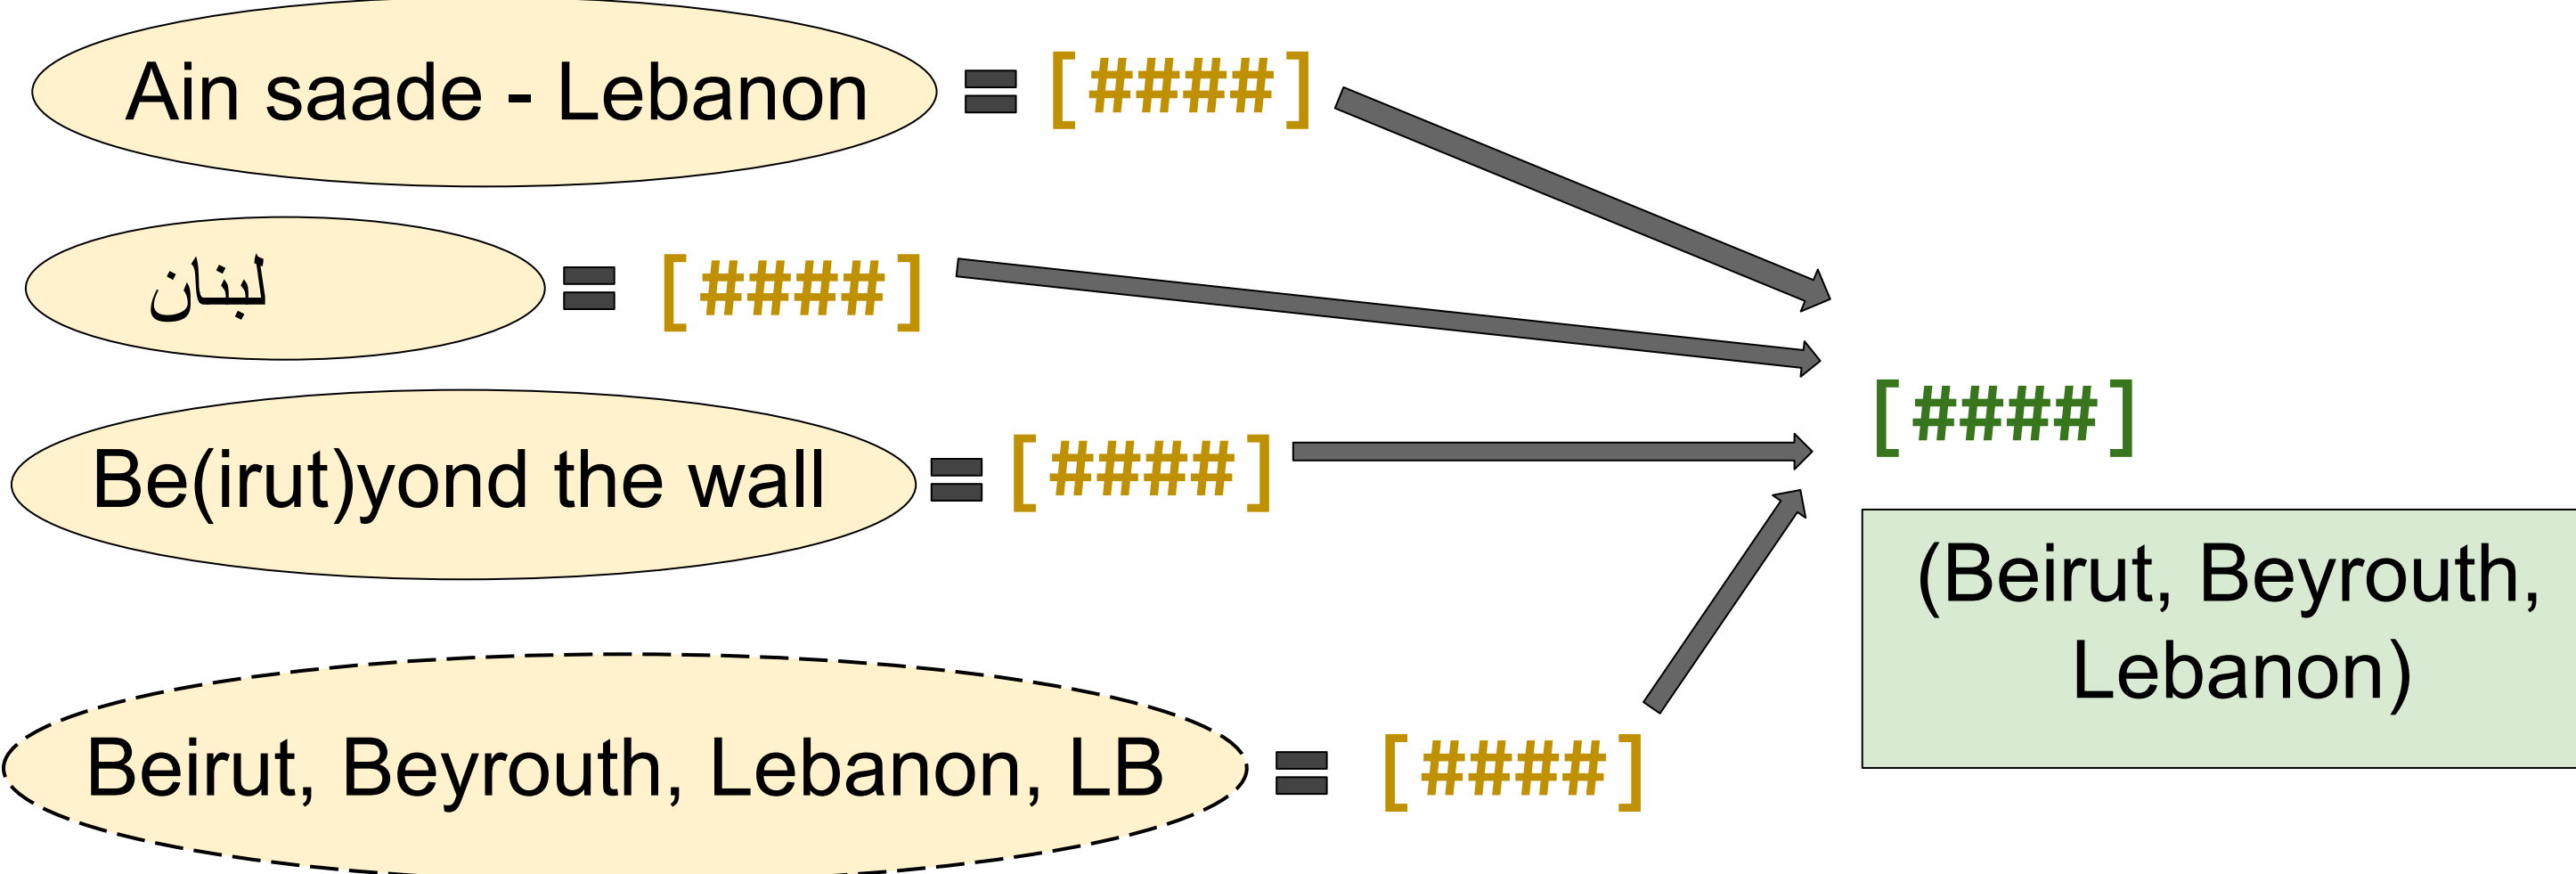 Ain saade - Lebanon = [####]
لبنان = [####]
[####]
Be(irut)yond the wall = [####]
(Beirut, Beyrouth,
Lebanon)
Beirut, Beyrouth, Lebanon, LB = [####]